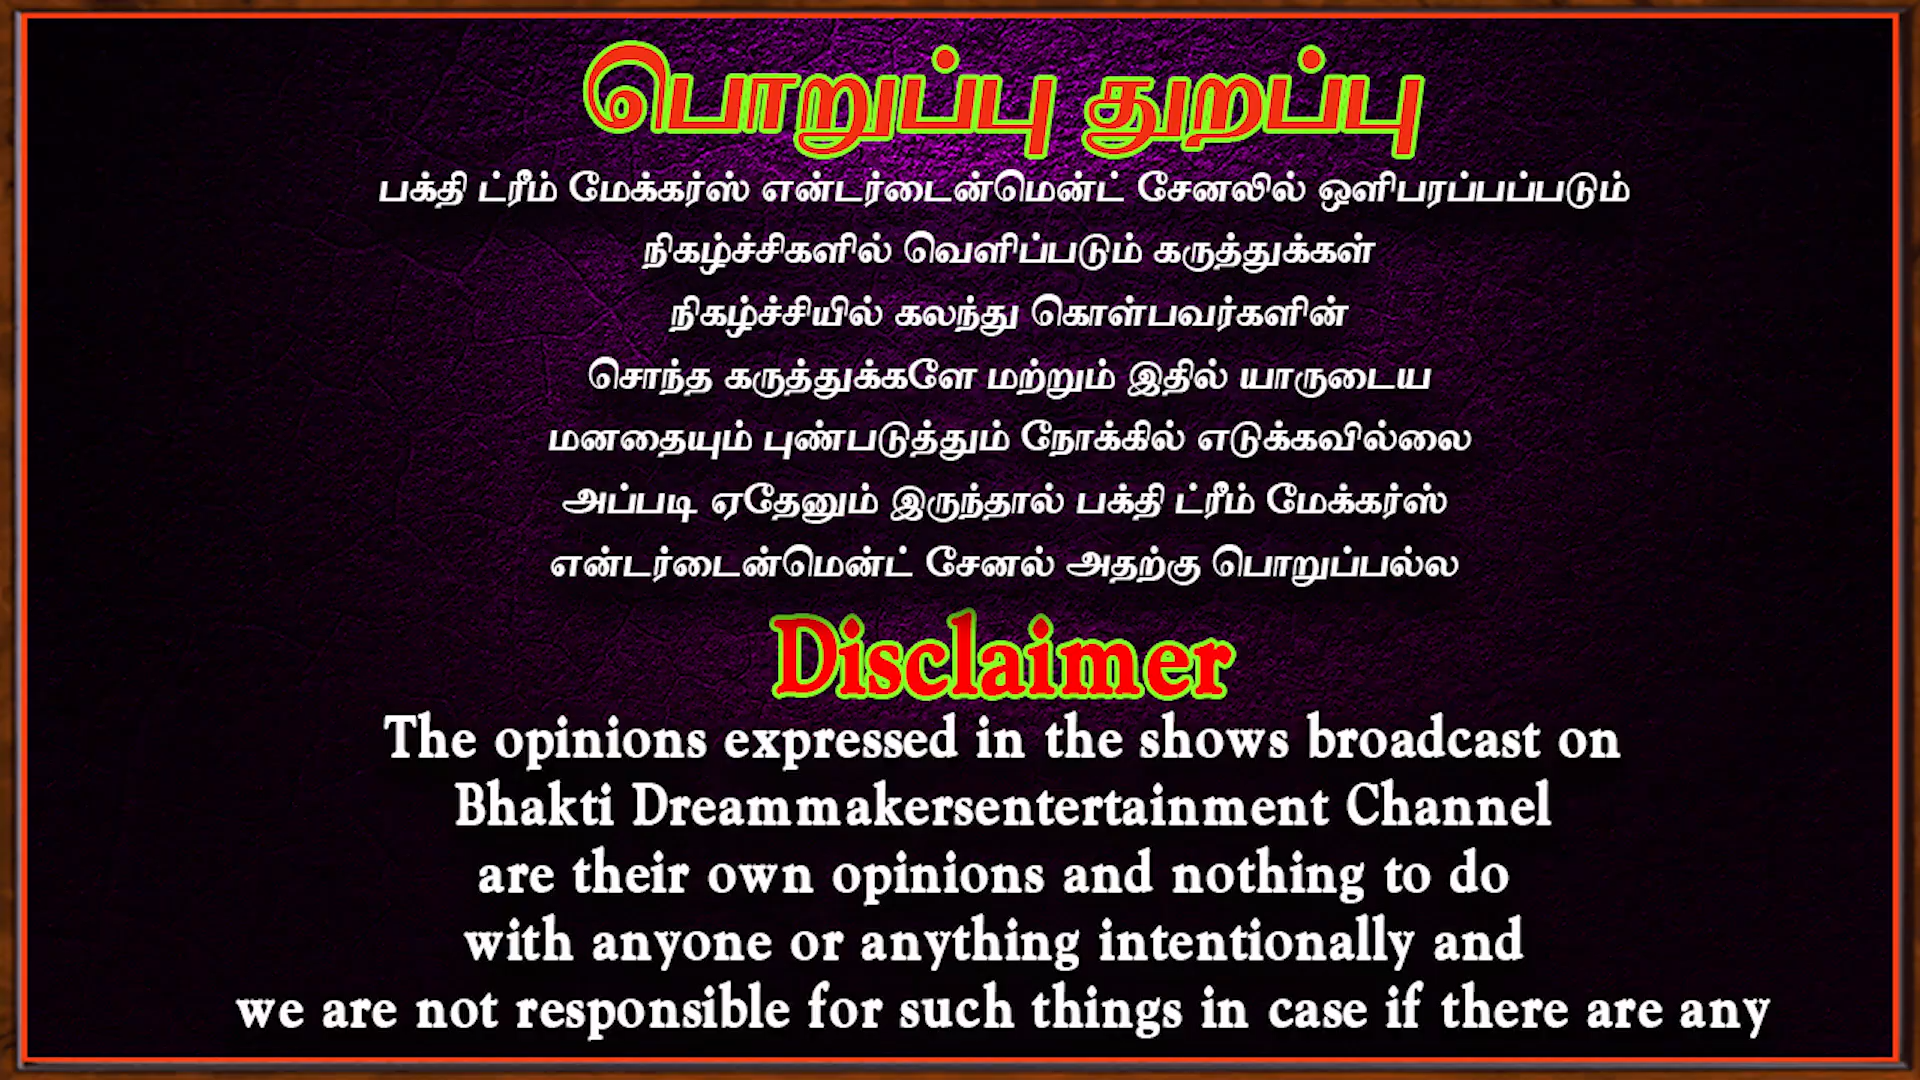 பொறுப்பு துறப்பு
பக்தி ட்ரீம் மேக்கர்ஸ் என்டர்டைன்மென்ட் சேனலில் ஒளிபரப்பப்படும்
நிகழ்ச்சிகளில் வெளிப்படும் கருத்துக்கள்
நிகழ்ச்சியில் கலந்து கொள்பவர்களின்
சொந்த கருத்துக்களே மற்றும் இதில் யாருடைய
மனதையும் புண்படுத்தும் நோக்கில் எடுக்கவில்லை
அப்படி ஏதேனும் இருந்தால் பக்தி ட்ரீம் மேக்கர்ஸ்
என்டர்டைன்மென்ட் சேனல் அதற்கு பொறுப்பல்ல
Disclaimer
The opinions expressed in the shows broadcast on
Bhakti Dreammakersentertainment Channel
are their own opinions and nothing to do
with anyone or anything intentionally and
we are not responsible for such things in case if there are any